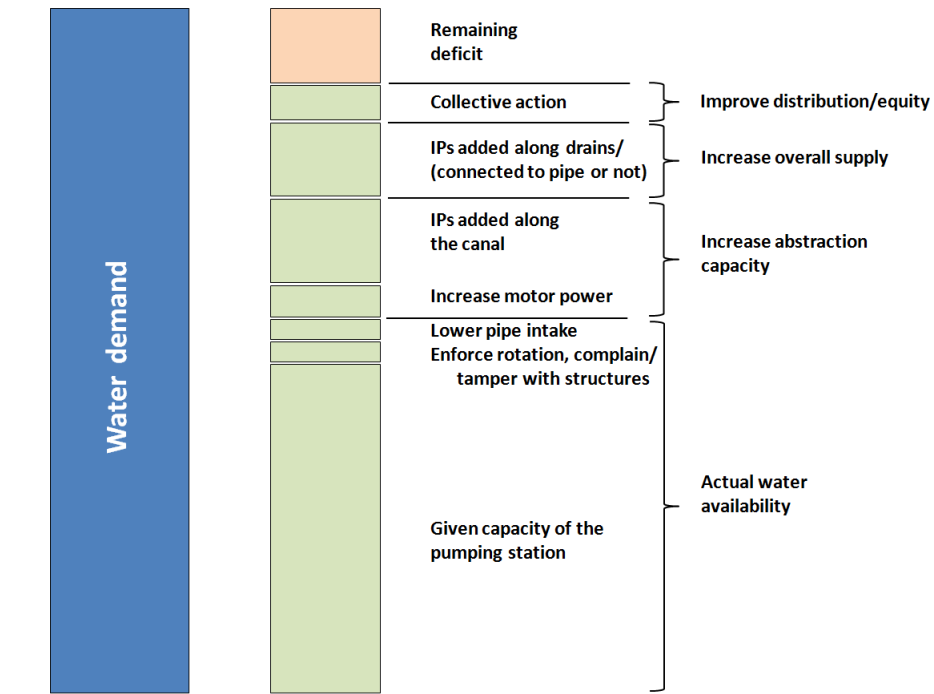 Water demand
Remaining
deficit
Collective action
IPs added along drains/
(connected to pipe or not)
IPs added along
the canal
Increase motor power
Lower pipe intake
Enforce rotation, complain/
tamper with structures
Given capacity of the
pumping station
Improve distribution/equity
Increase overall supply
Increase abstraction
capacity
Actual water
availability